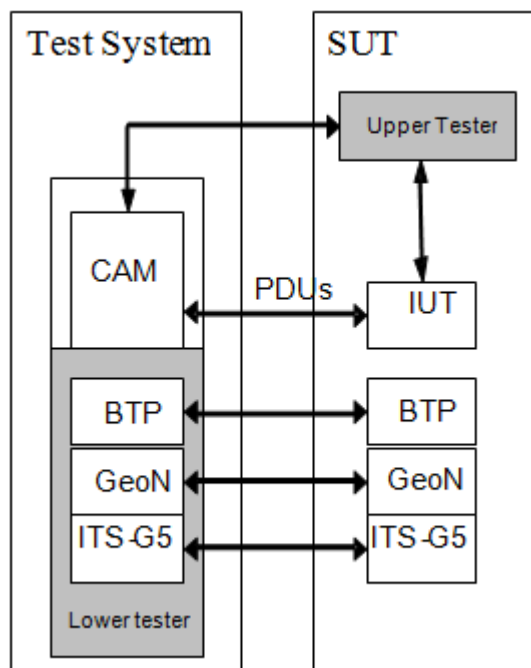 Test System
SUT
Upper Tester
CAM
PDUs
IUT
BTP
BTP
GeoN
GeoN
ITS-G5
ITS-G5
Lower tester